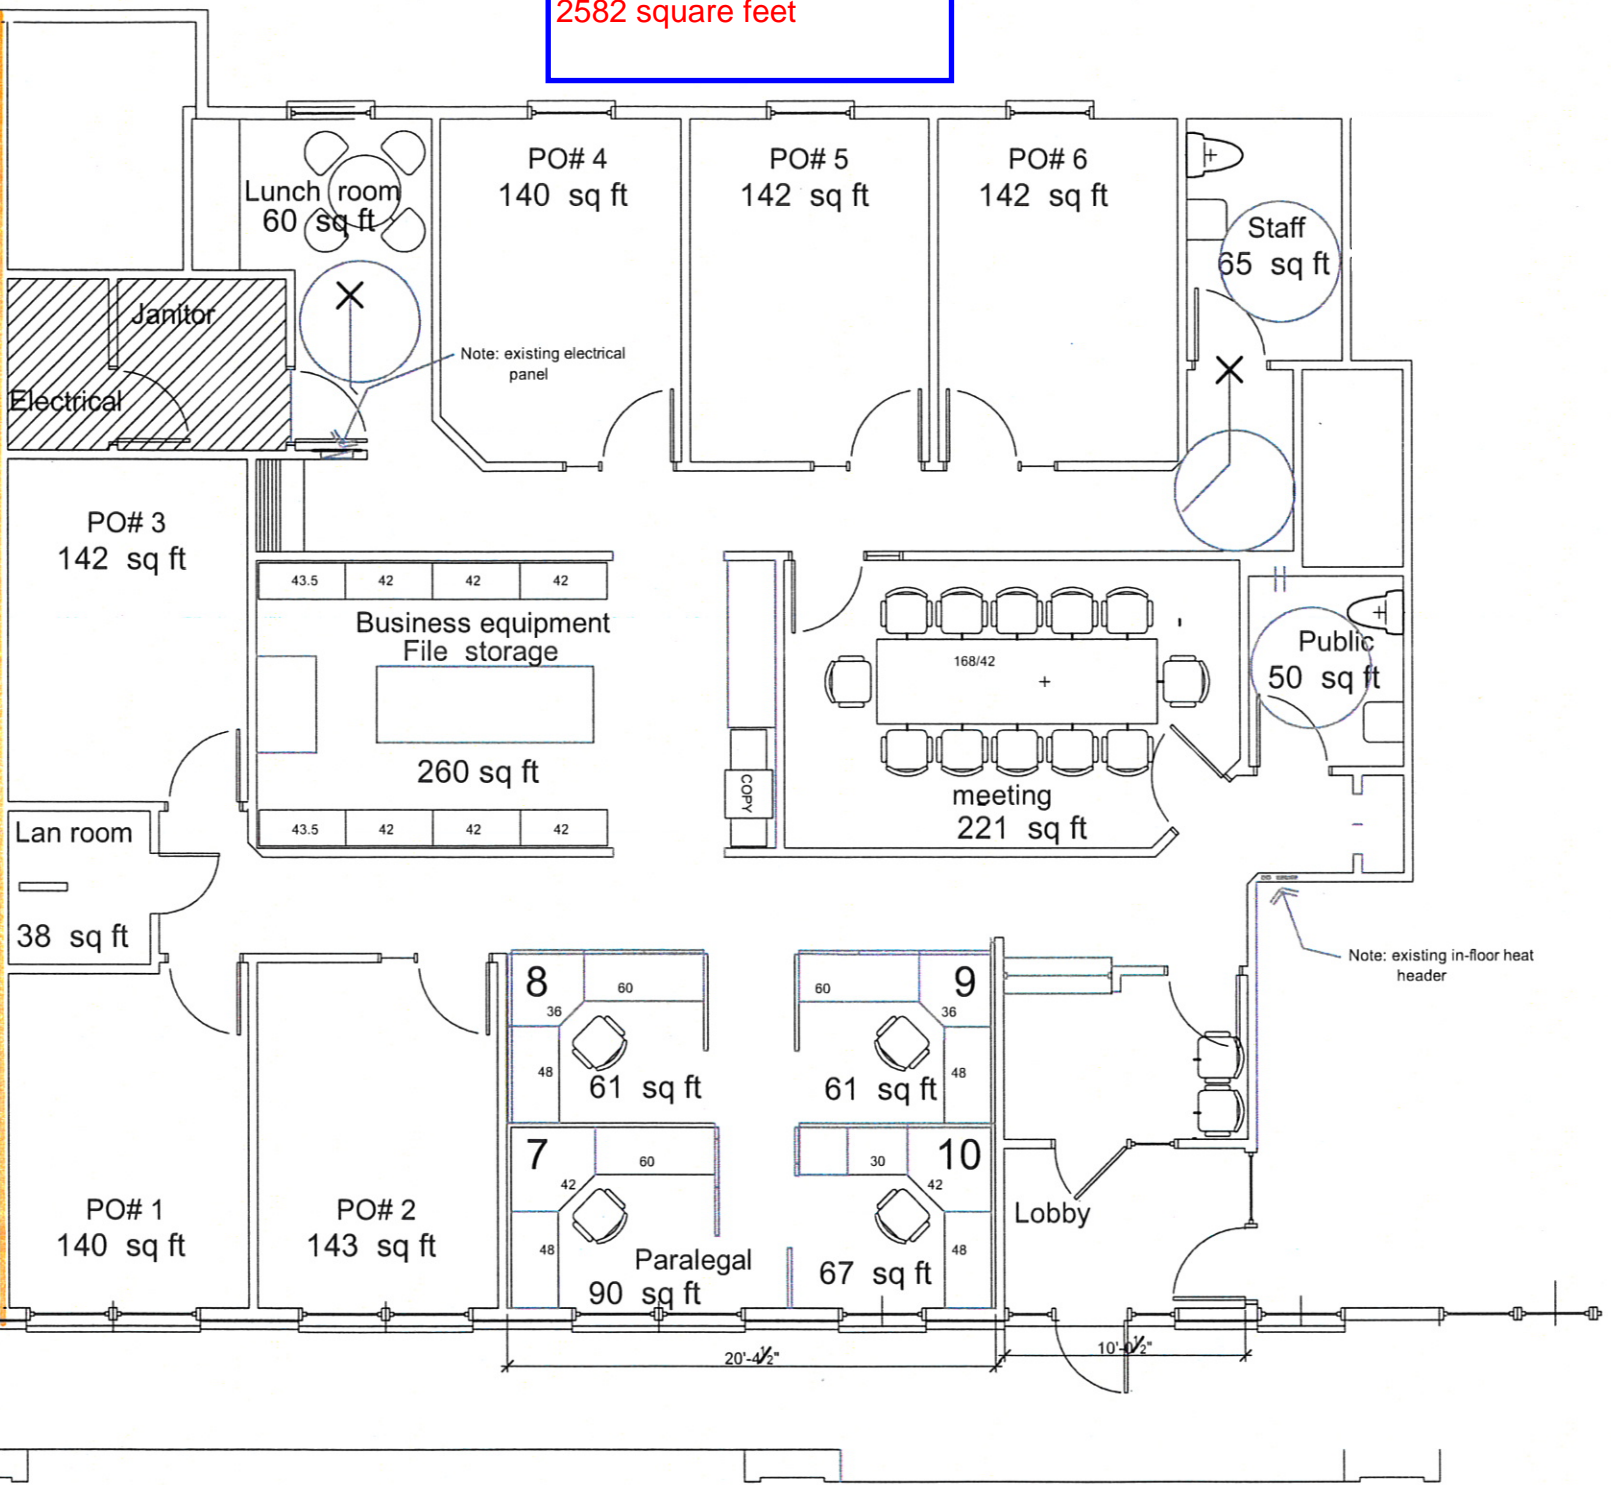 2582 square feet
PO# 4
140 sq ft
PO# 5
142 sq ft
PO# 6
142 sq ft
Lunch room
60 sq ft
Staff
65 sq ft
Janitor
Electrical
Note: existing electrical
panel
PO# 3
142 sq ft
43.5 42 42 42
Business equipment
File storage
260 sq ft
43.5 42 42 42
COPY
168/42
meeting
221 sq ft
Public
50 sq ft
Lan room
38 sq ft
Note: existing in-floor heat
header
8
60
36
48
61 sq ft
9
60
36
48
61 sq ft
7
60
42
48
Paralegal
90 sq ft
10
30
42
48
67 sq ft
PO# 1
140 sq ft
PO# 2
143 sq ft
Lobby
20'-4½"
10'-0½"